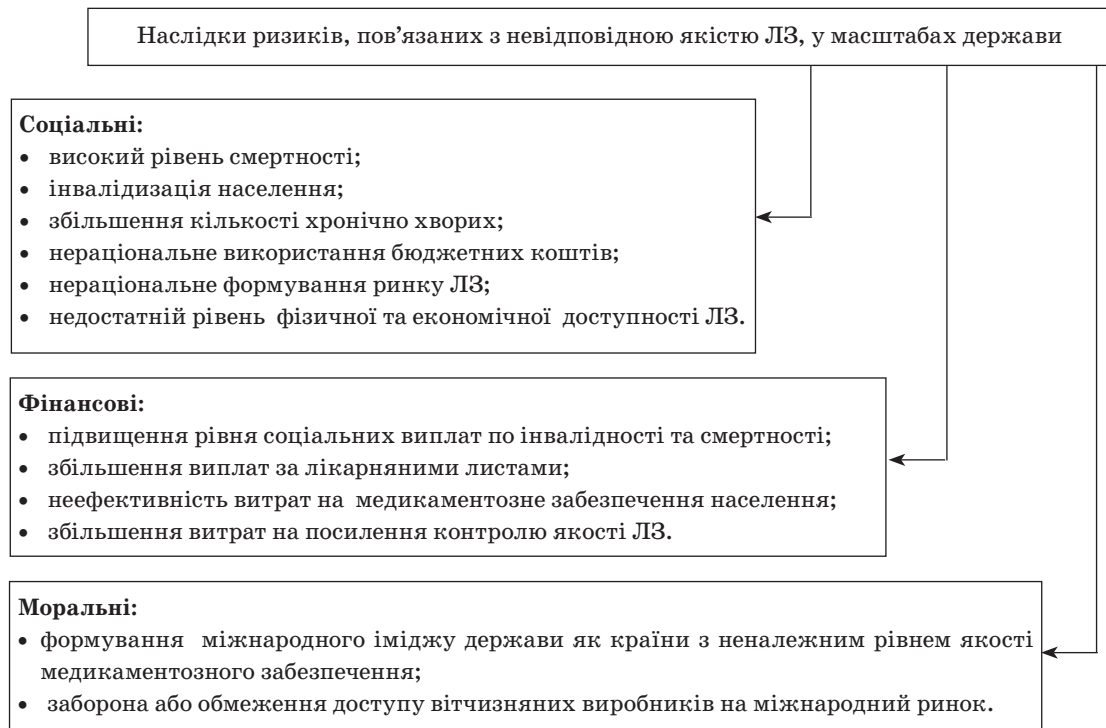 Наслідки ризиків, пов’язаних з невідповідною якістю ЛЗ, у масштабах держави
Соціальні:
• високий рівень смертності;
• інвалідизація населення;
• збільшення кількості хронічно хворих;
• нераціональне використання бюджетних коштів;
• нераціональне формування ринку ЛЗ;
• недостатній рівень фізичної та економічної доступності ЛЗ.
Фінансові:
• підвищення рівня соціальних виплат по інвалідності та смертності;
• збільшення виплат за лікарняними листами;
• неефективність витрат на медикаментозне забезпечення населення;
• збільшення витрат на посилення контролю якості ЛЗ.
Моральні:
• формування міжнародного іміджу держави як країни з неналежним рівнем якості
медикаментозного забезпечення;
• заборона або обмеження доступу вітчизняних виробників на міжнародний ринок.